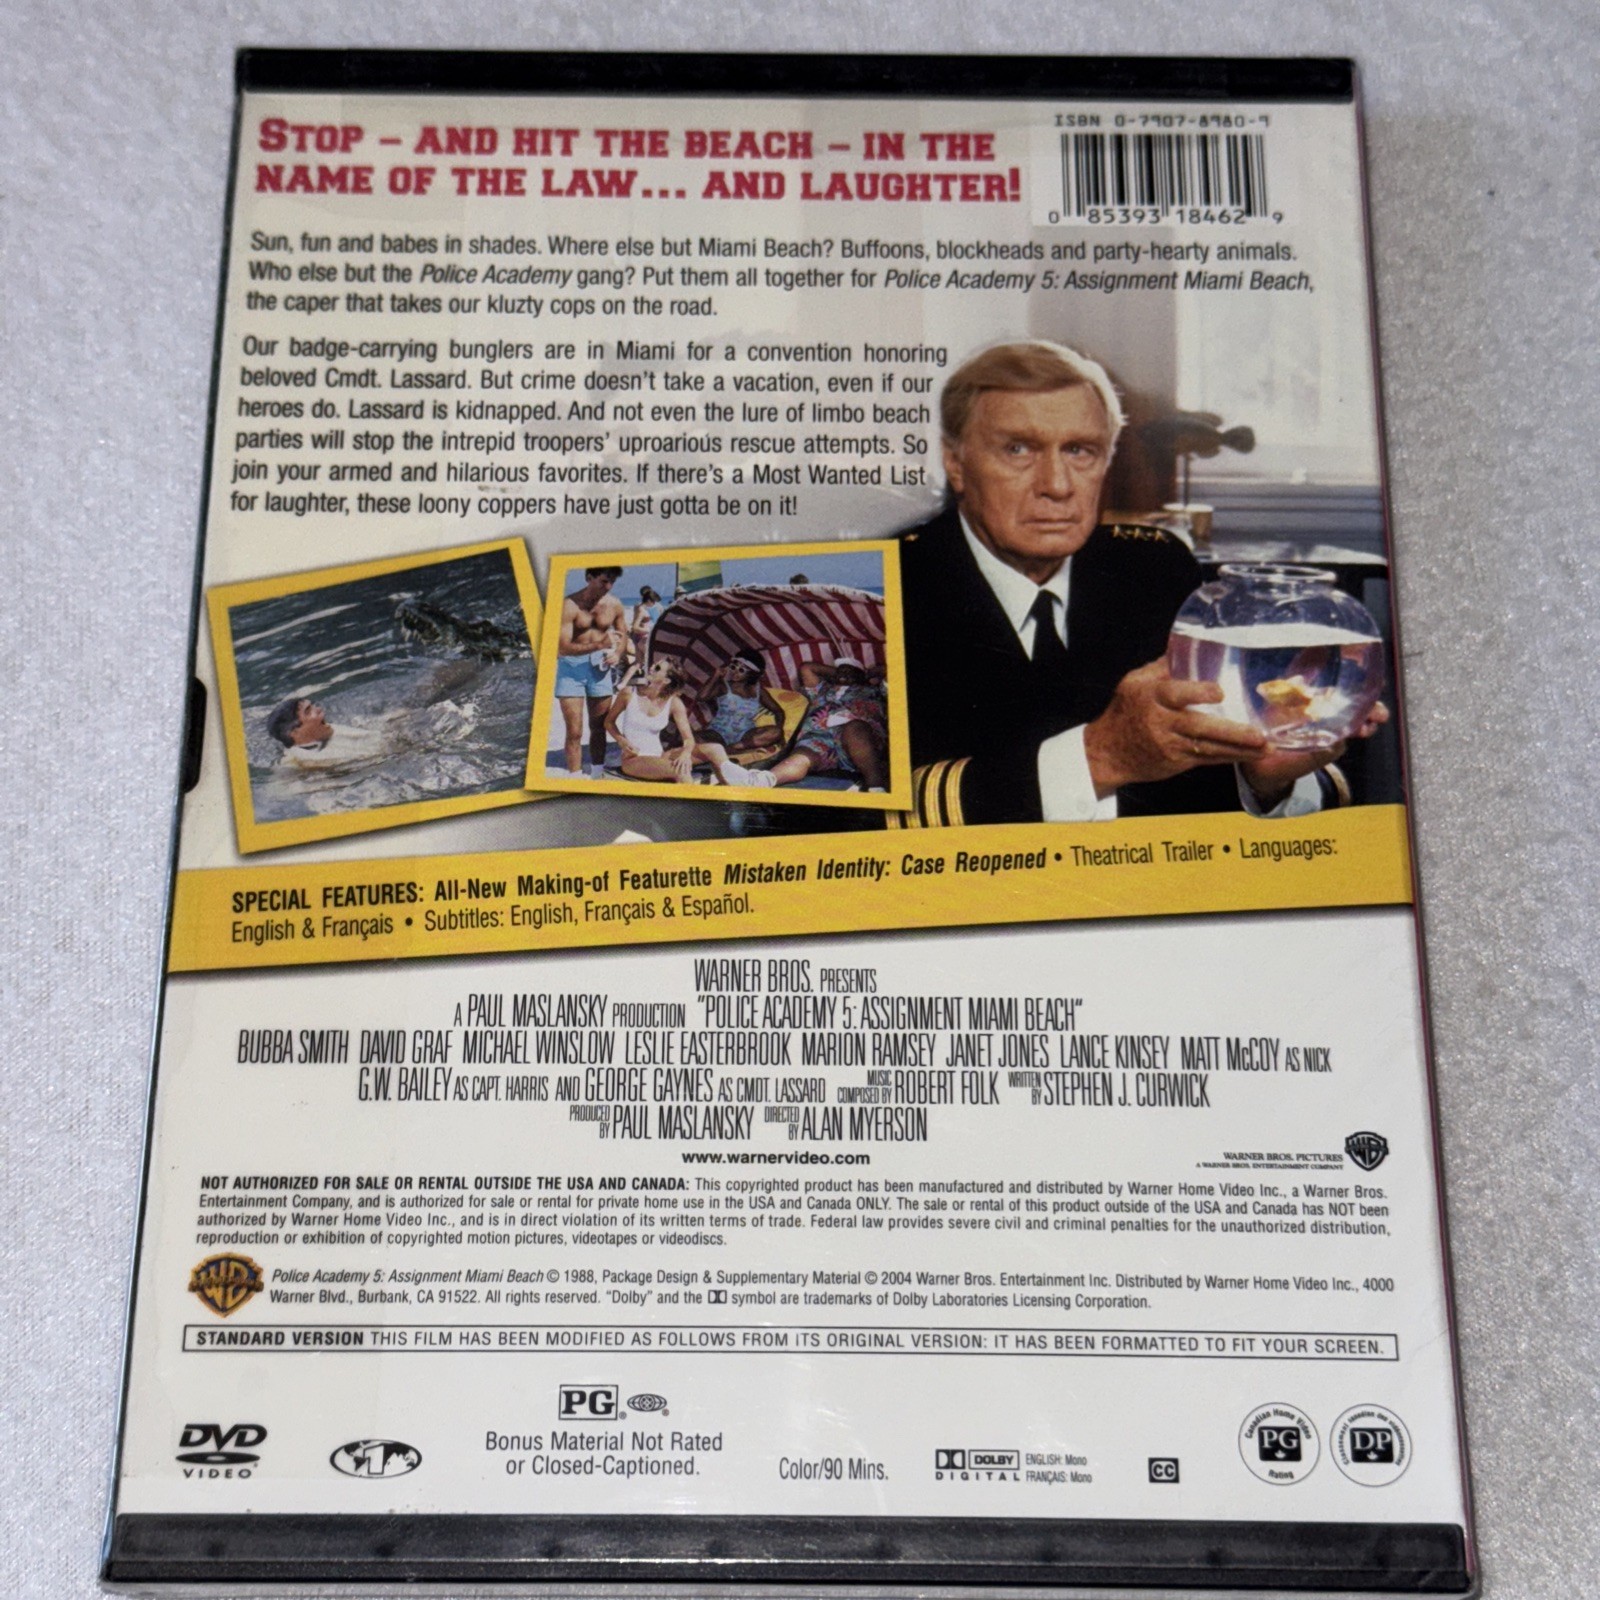 STOP – AND HIT THE BEACH – IN THE
NAME OF THE LAW... AND LAUGHTER!
ISBN 0-7907-8980-9
0 85393 18462 9
Sun, fun and babes in shades. Where else but Miami Beach? Buffoons, blockheads and party-hearty animals.
Who else but the Police Academy gang? Put them all together for Police Academy 5: Assignment Miami Beach,
the caper that takes our kluzty cops on the road.
Our badge-carrying bunglers are in Miami for a convention honoring
beloved Cmdt. Lassard. But crime doesn't take a vacation, even if our
heroes do. Lassard is kidnapped. And not even the lure of limbo beach
parties will stop the intrepid troopers' uproarious rescue attempts. So
join your armed and hilarious favorites. If there's a Most Wanted List
for laughter, these loony coppers have just gotta be on it!
SPECIAL FEATURES: All-New Making-of Featurette Mistaken Identity: Case Reopened • Theatrical Trailer • Languages:
English & Français • Subtitles: English, Français & Español.
WARNER BROS. PRESENTS
A PAUL MASLANSKY PRODUCTION "POLICE ACADEMY 5: ASSIGNMENT MIAMI BEACH"
BUBBA SMITH DAVID GRAF MICHAEL WINSLOW LESLIE EASTERBROOK MARION RAMSEY JANET JONES LANCE KINSEY MATT McCOY AS NICK
G.W. BAILEY AS CAPT. HARRIS AND GEORGE GAYNES AS CMDT. LASSARD MUSIC COMPOSED BY ROBERT FOLK WRITTEN BY STEPHEN J. CURWICK
PRODUCED BY PAUL MASLANSKY DIRECTED BY ALAN MYERSON
www.warnervideo.com
WARNER BROS. PICTURES
A WARNER BROS. ENTERTAINMENT COMPANY
WB
NOT AUTHORIZED FOR SALE OR RENTAL OUTSIDE THE USA AND CANADA: This copyrighted product has been manufactured and distributed by Warner Home Video Inc., a Warner Bros.
Entertainment Company, and is authorized for sale or rental for private home use in the USA and Canada ONLY. The sale or rental of this product outside of the USA and Canada has NOT been
authorized by Warner Home Video Inc., and is in direct violation of its written terms of trade. Federal law provides severe civil and criminal penalties for the unauthorized distribution,
reproduction or exhibition of copyrighted motion pictures, videotapes or videodiscs.
Police Academy 5: Assignment Miami Beach © 1988, Package Design & Supplementary Material © 2004 Warner Bros. Entertainment Inc. Distributed by Warner Home Video Inc., 4000
Warner Blvd., Burbank, CA 91522. All rights reserved. "Dolby" and the DD symbol are trademarks of Dolby Laboratories Licensing Corporation.
STANDARD VERSION THIS FILM HAS BEEN MODIFIED AS FOLLOWS FROM ITS ORIGINAL VERSION: IT HAS BEEN FORMATTED TO FIT YOUR SCREEN.
DVD
VIDEO
1
PG
Bonus Material Not Rated
or Closed-Captioned.
Color/90 Mins.
DOLBY
DIGITAL
ENGLISH: Mono
FRANÇAIS: Mono
CC
Canadian Home Video
PG
Rating
DP